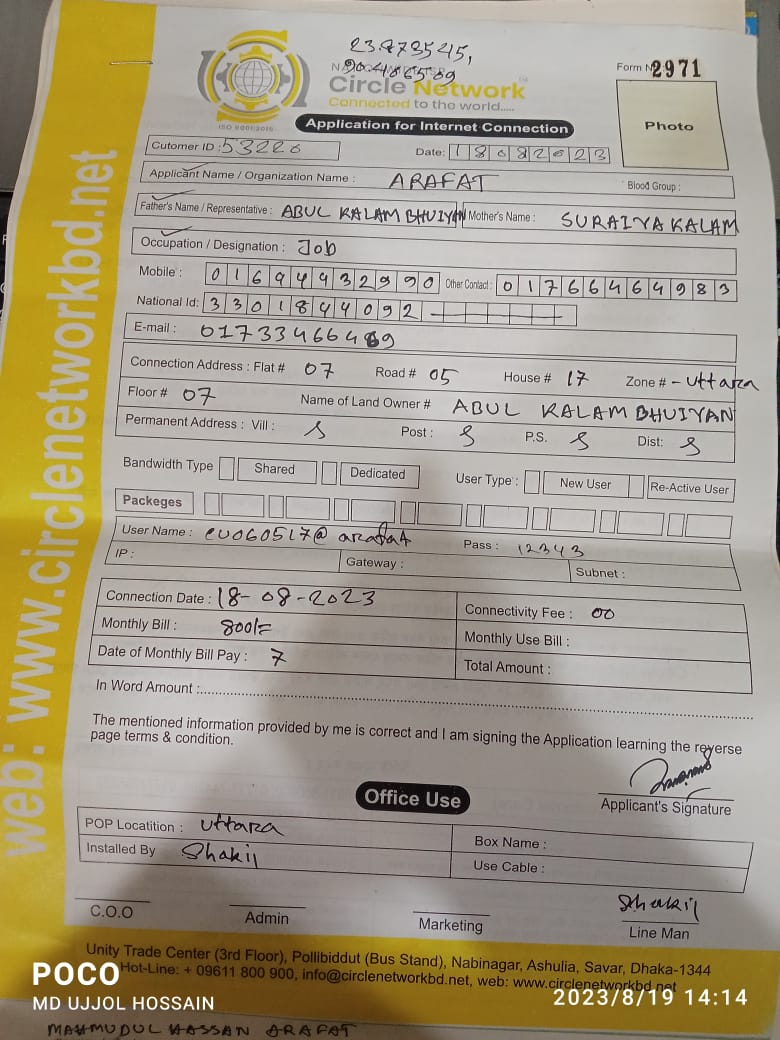 23.873545,
90.4186589
Form N 2971
Circle Network
Connected to the world.....
ISO 9001:2015
Application for Internet Connection
Photo
Cutomer ID : 53220
Date: 18082023
Applicant Name / Organization Name : ARAFAT
Blood Group :
Father's Name / Representative : ABUL KALAM BHUIYAN
Mother's Name : SURAIYA KALAM
Occupation / Designation : Job
Mobile : 01694432990 Other Contact : 01766464983
National Id: 3301844092
E-mail : 01733466489
Connection Address : Flat # 07 Road # 05 House # 17 Zone # - Uttara
Floor # 07 Name of Land Owner # ABUL KALAM BHUIYAN
Permanent Address : Vill : Post : P.S. Dist:
Bandwidth Type Shared Dedicated User Type : New User Re-Active User
Packeges
User Name : cu060517@arafat Pass : 12343
IP : Gateway : Subnet :
Connection Date : 18-08-2023 Connectivity Fee : 00
Monthly Bill : 800/= Monthly Use Bill :
Date of Monthly Bill Pay : 7 Total Amount :
In Word Amount :
The mentioned information provided by me is correct and I am signing the Application learning the reverse
page terms & condition.
Applicant's Signature
Office Use
POP Locatition : Uttara Box Name :
Installed By Shakil Use Cable :
Shakil
C.O.O Admin Marketing Line Man
Unity Trade Center (3rd Floor), Pollibiddut (Bus Stand), Nabinagar, Ashulia, Savar, Dhaka-1344
Hot-Line: + 09611 800 900, info@circlenetworkbd.net, web: www.circlenetworkbd.net
web: www.circlenetworkbd.net
POCO
MD UJJOL HOSSAIN
2023/8/19 14:14
MAHMUDUL HASSAN ARAFAT